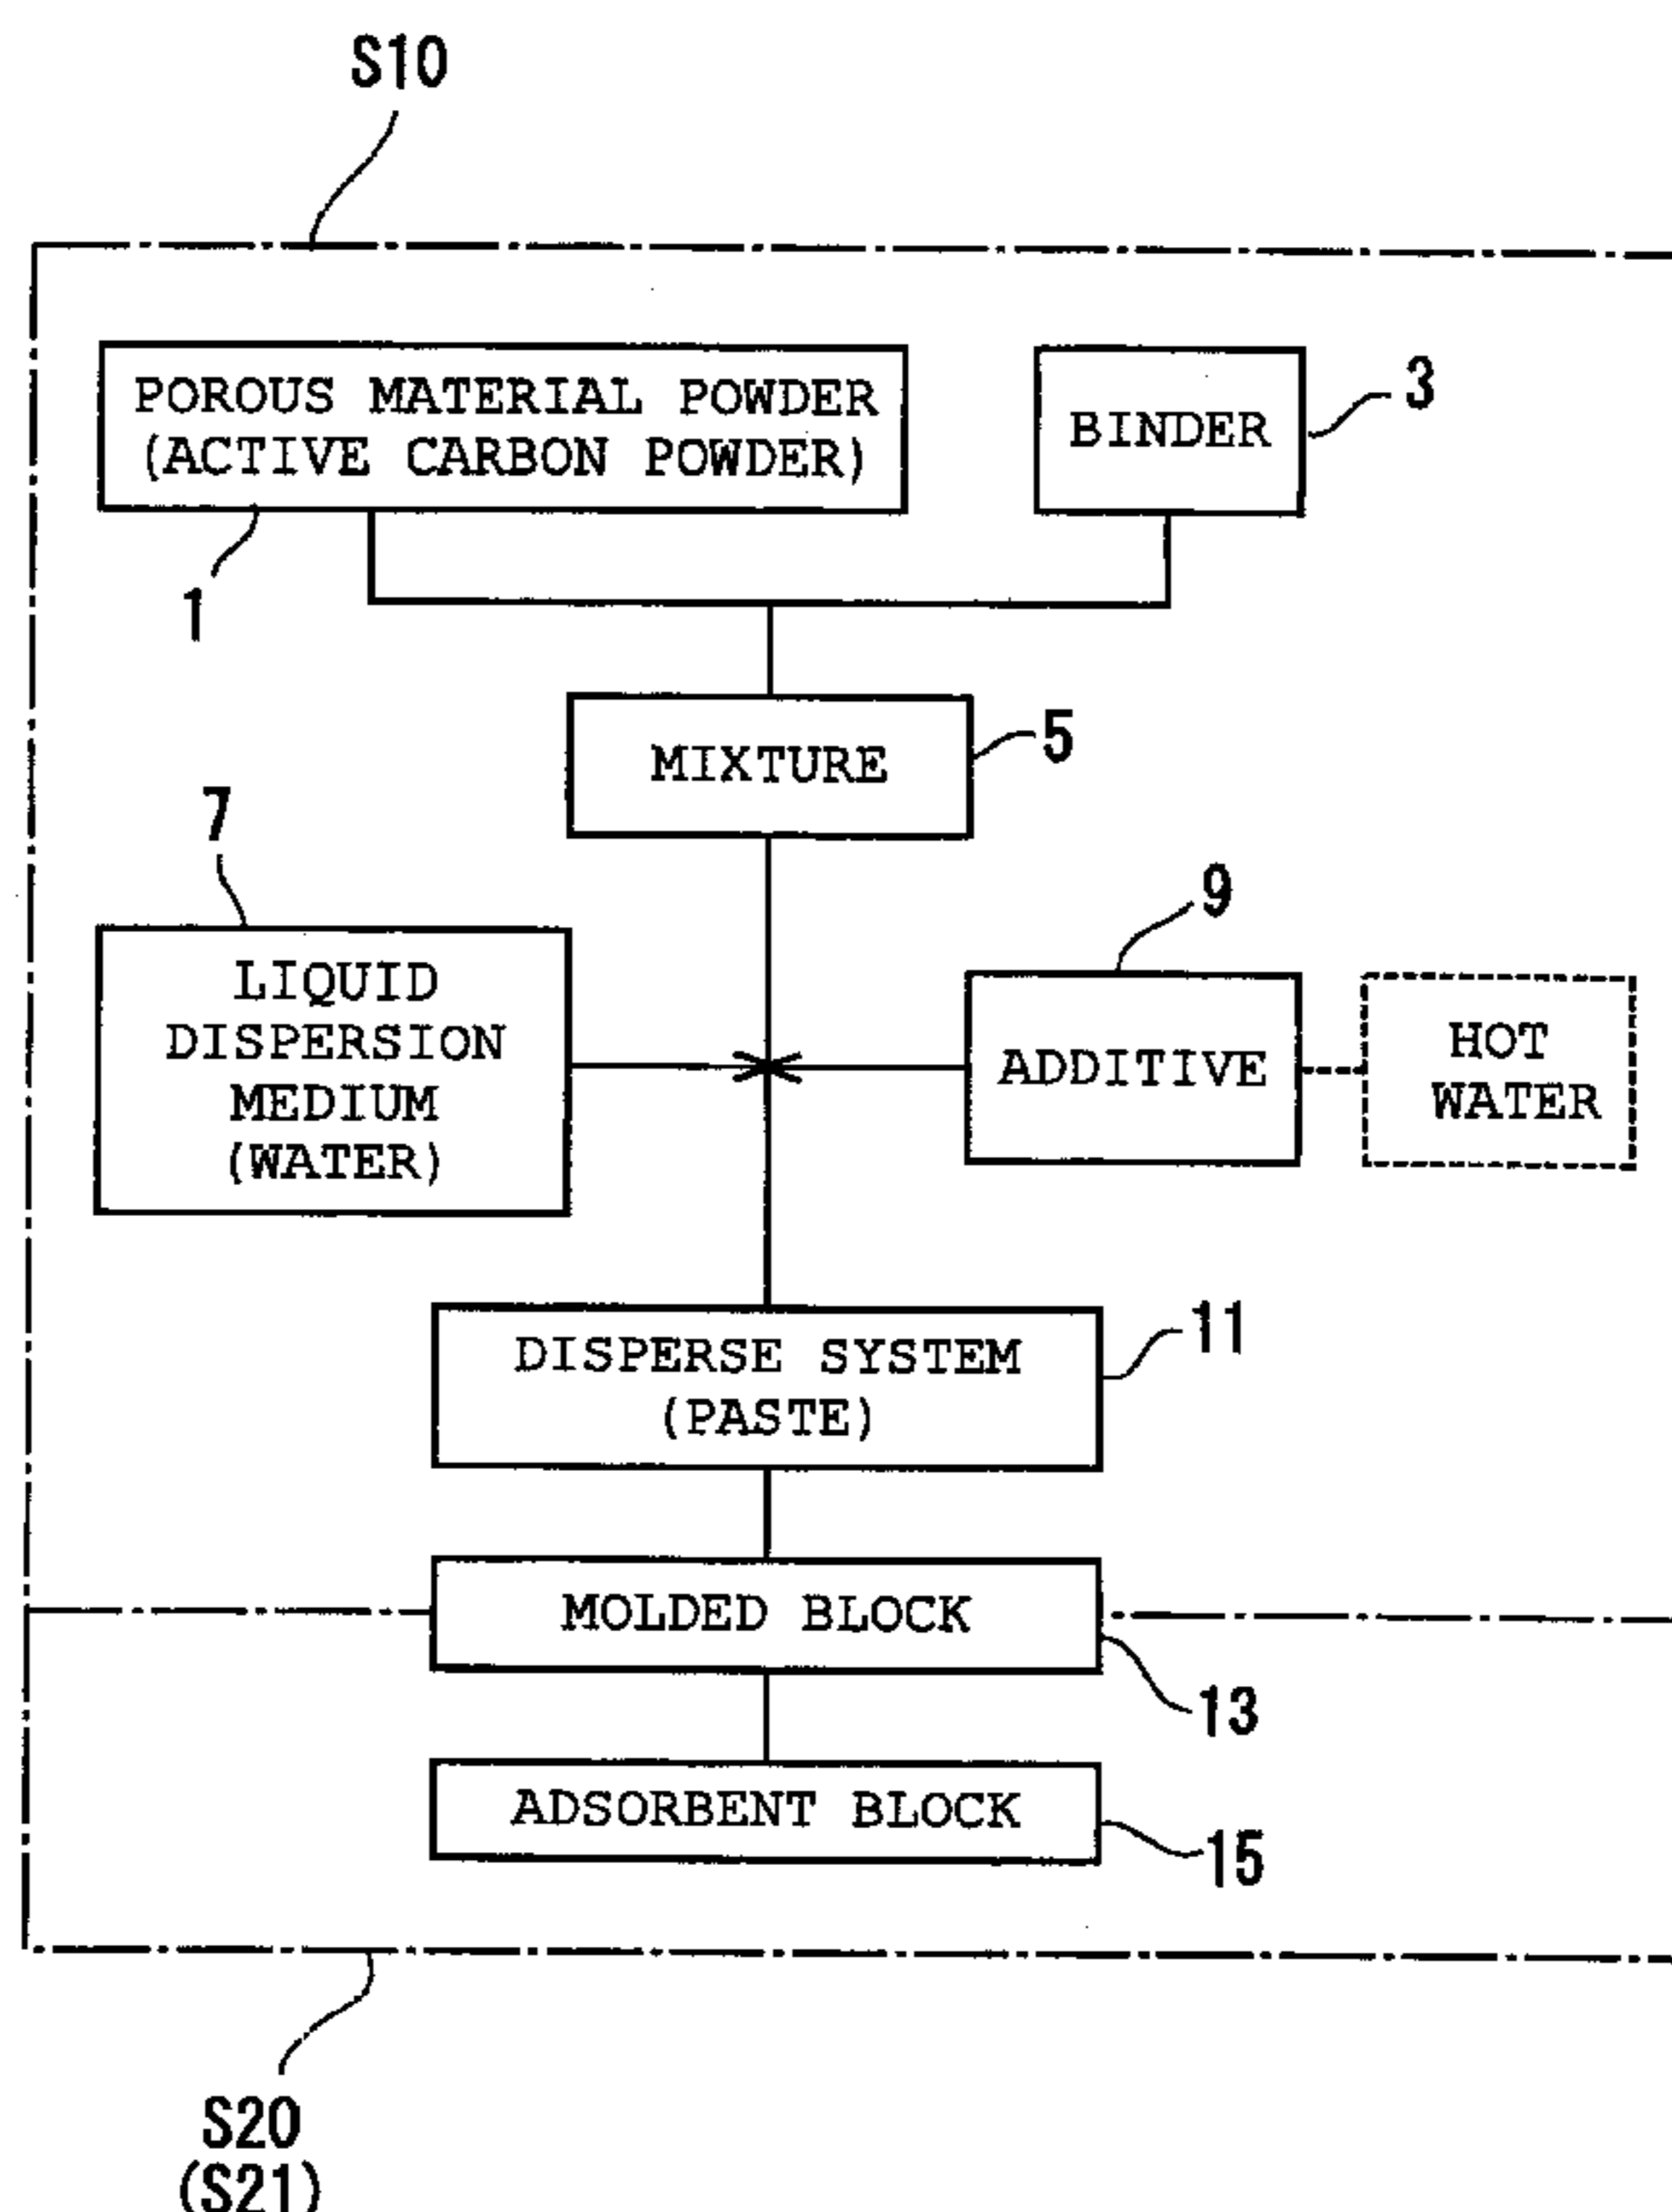 S10
POROUS MATERIAL POWDER
(ACTIVE CARBON POWDER)
BINDER
3
1
MIXTURE
5
7
9
LIQUID
DISPERSION
MEDIUM
(WATER)
ADDITIVE
HOT
WATER
DISPERSE SYSTEM
(PASTE)
11
MOLDED BLOCK
13
ADSORBENT BLOCK
15
S20
(S21)